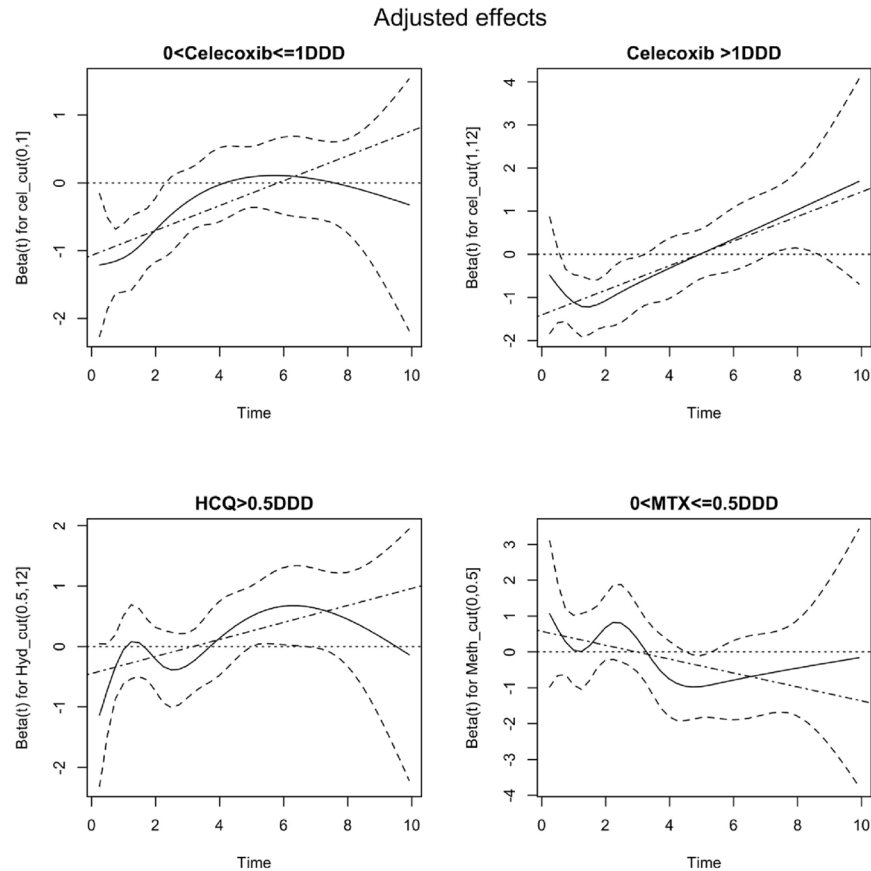 Adjusted effects
0<Celecoxib<=1DDD
Beta(t) for cel_cut(0,1]
1
0
-1
-2
0 2 4 6 8 10
Time
Celecoxib >1DDD
Beta(t) for cel_cut(1,12]
4
3
2
1
0
-1
-2
0 2 4 6 8 10
Time
HCQ>0.5DDD
Beta(t) for Hyd_cut(0.5,12]
2
1
0
-1
-2
0 2 4 6 8 10
Time
0<MTX<=0.5DDD
Beta(t) for Meth_cut(0,0.5]
3
2
1
0
-1
-2
-3
-4
0 2 4 6 8 10
Time